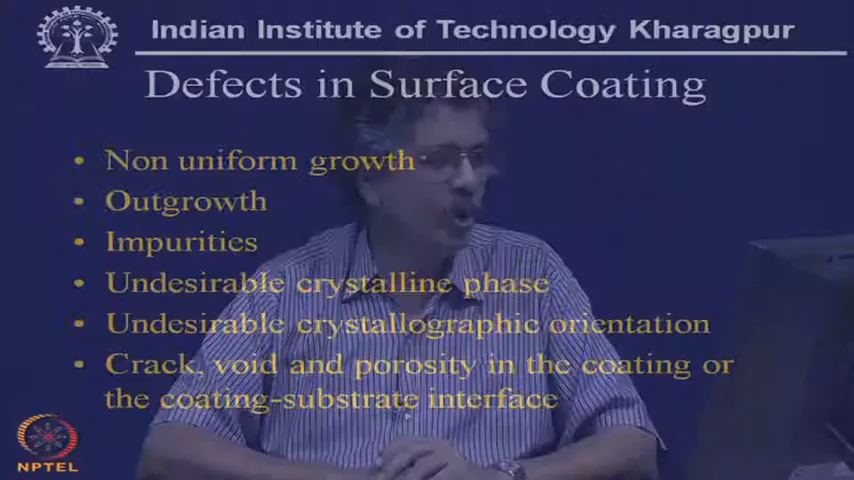 Indian Institute of Technology Kharagpur
Defects in Surface Coating
• Non uniform growth
• Outgrowth
• Impurities
• Undesirable crystalline phase
• Undesirable crystallographic orientation
• Crack, void and porosity in the coating or
the coating-substrate interface
NPTEL